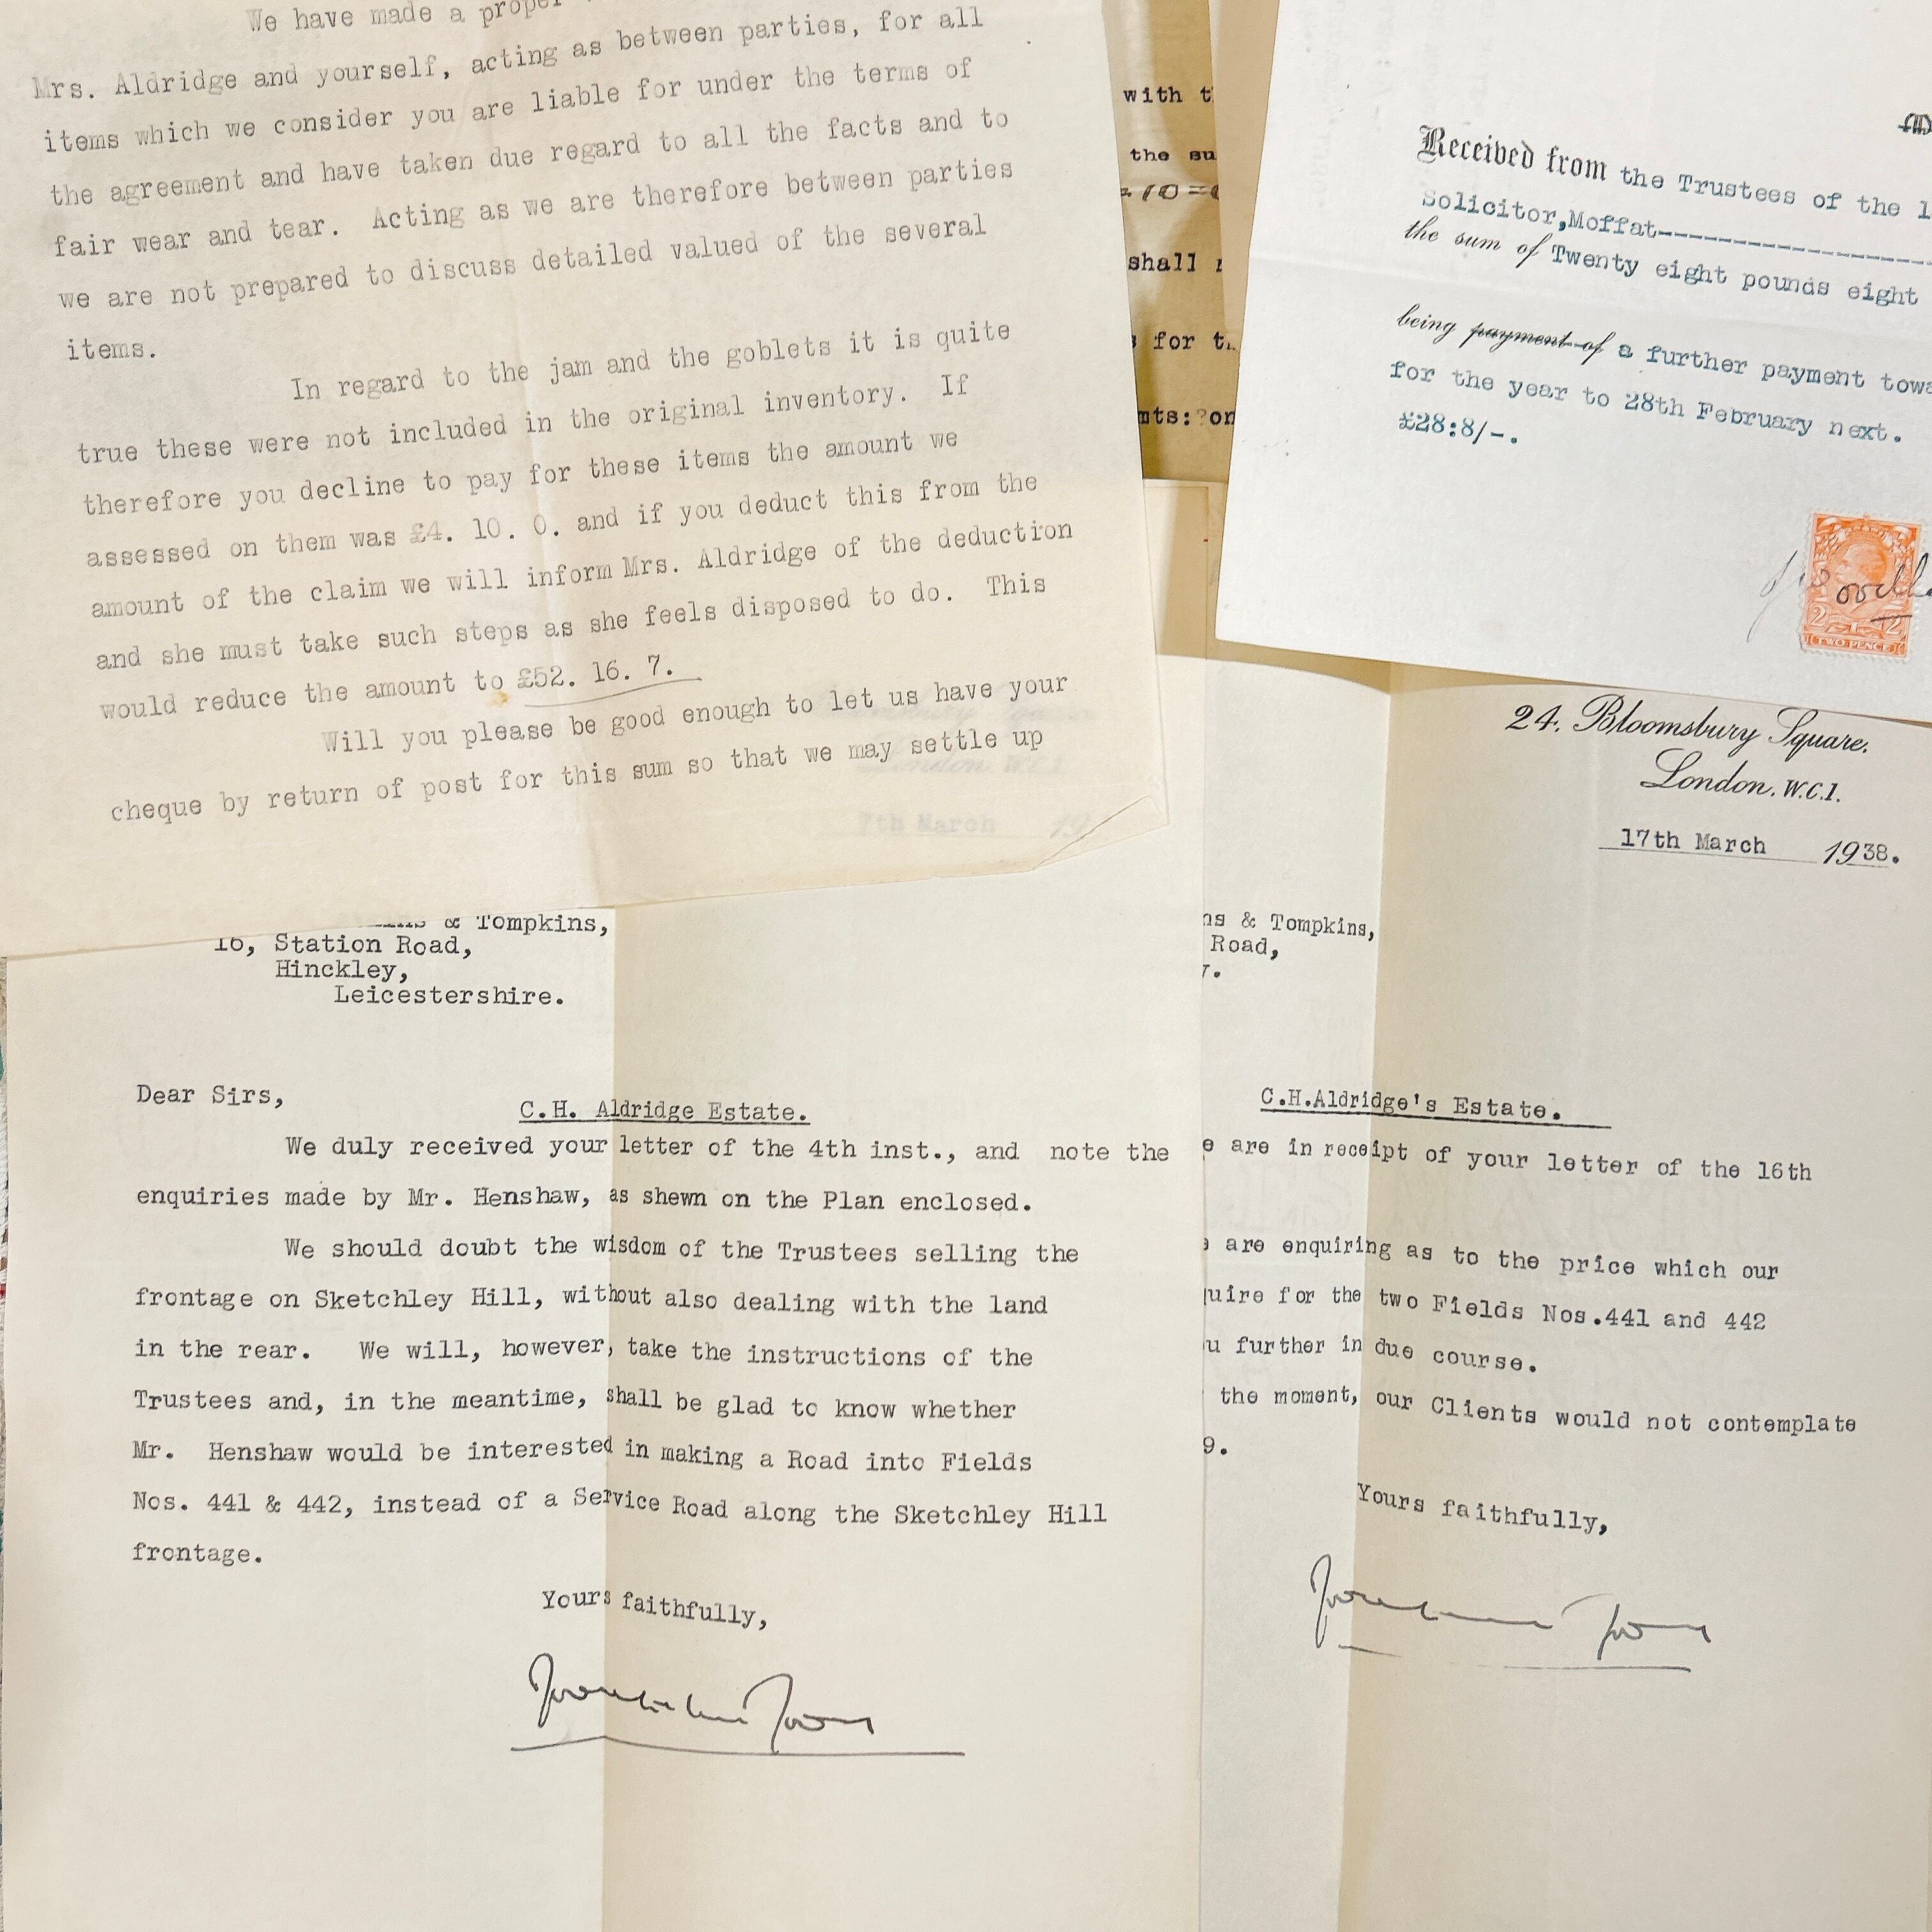 We have made a
Mrs. Aldridge and yourself, acting as between parties, for all
items which we consider you are liable for under the terms of
the agreement and have taken due regard to all the facts and to
fair wear and tear. Acting as we are therefore between parties
we are not prepared to discuss detailed valued of the several
items.
In regard to the jam and the goblets it is quite
true these were not included in the original inventory. If
therefore you decline to pay for these items the amount we
assessed on them was £4. 10. 0. and if you deduct this from the
amount of the claim we will inform Mrs. Aldridge of the deduction
and she must take such steps as she feels disposed to do. This
would reduce the amount to £52. 16. 7.
Will you please be good enough to let us have your
cheque by return of post for this sum so that we may settle up
with
the
shall
for
on
Received from the Trustees of the
Solicitor,Moffat
the sum of Twenty eight pounds eight
being payment of a further payment
for the year to 28th February next.
£28:8/-.
2 2
TWO PENCE
7th March 19
& Tompkins,
16, Station Road,
Hinckley,
Leicestershire.
Dear Sirs,
C.H. Aldridge Estate.
We duly received your letter of the 4th inst., and note the
enquiries made by Mr. Henshaw, as shewn on the Plan enclosed.
We should doubt the wisdom of the Trustees selling the
frontage on Sketchley Hill, without also dealing with the land
in the rear. We will, however, take the instructions of the
Trustees and, in the meantime, shall be glad to know whether
Mr. Henshaw would be interested in making a Road into Fields
Nos. 441 & 442, instead of a Service Road along the Sketchley Hill
frontage.
Yours faithfully,
24, Bloomsbury Square,
London. W.C.1.
17th March 1938.
& Tompkins,
Road,
C.H.Aldridge's Estate.
are in receipt of your letter of the 16th
are enquiring as to the price which our
for the two Fields Nos.441 and 442
further in due course.
the moment, our Clients would not contemplate
9.
Yours faithfully,